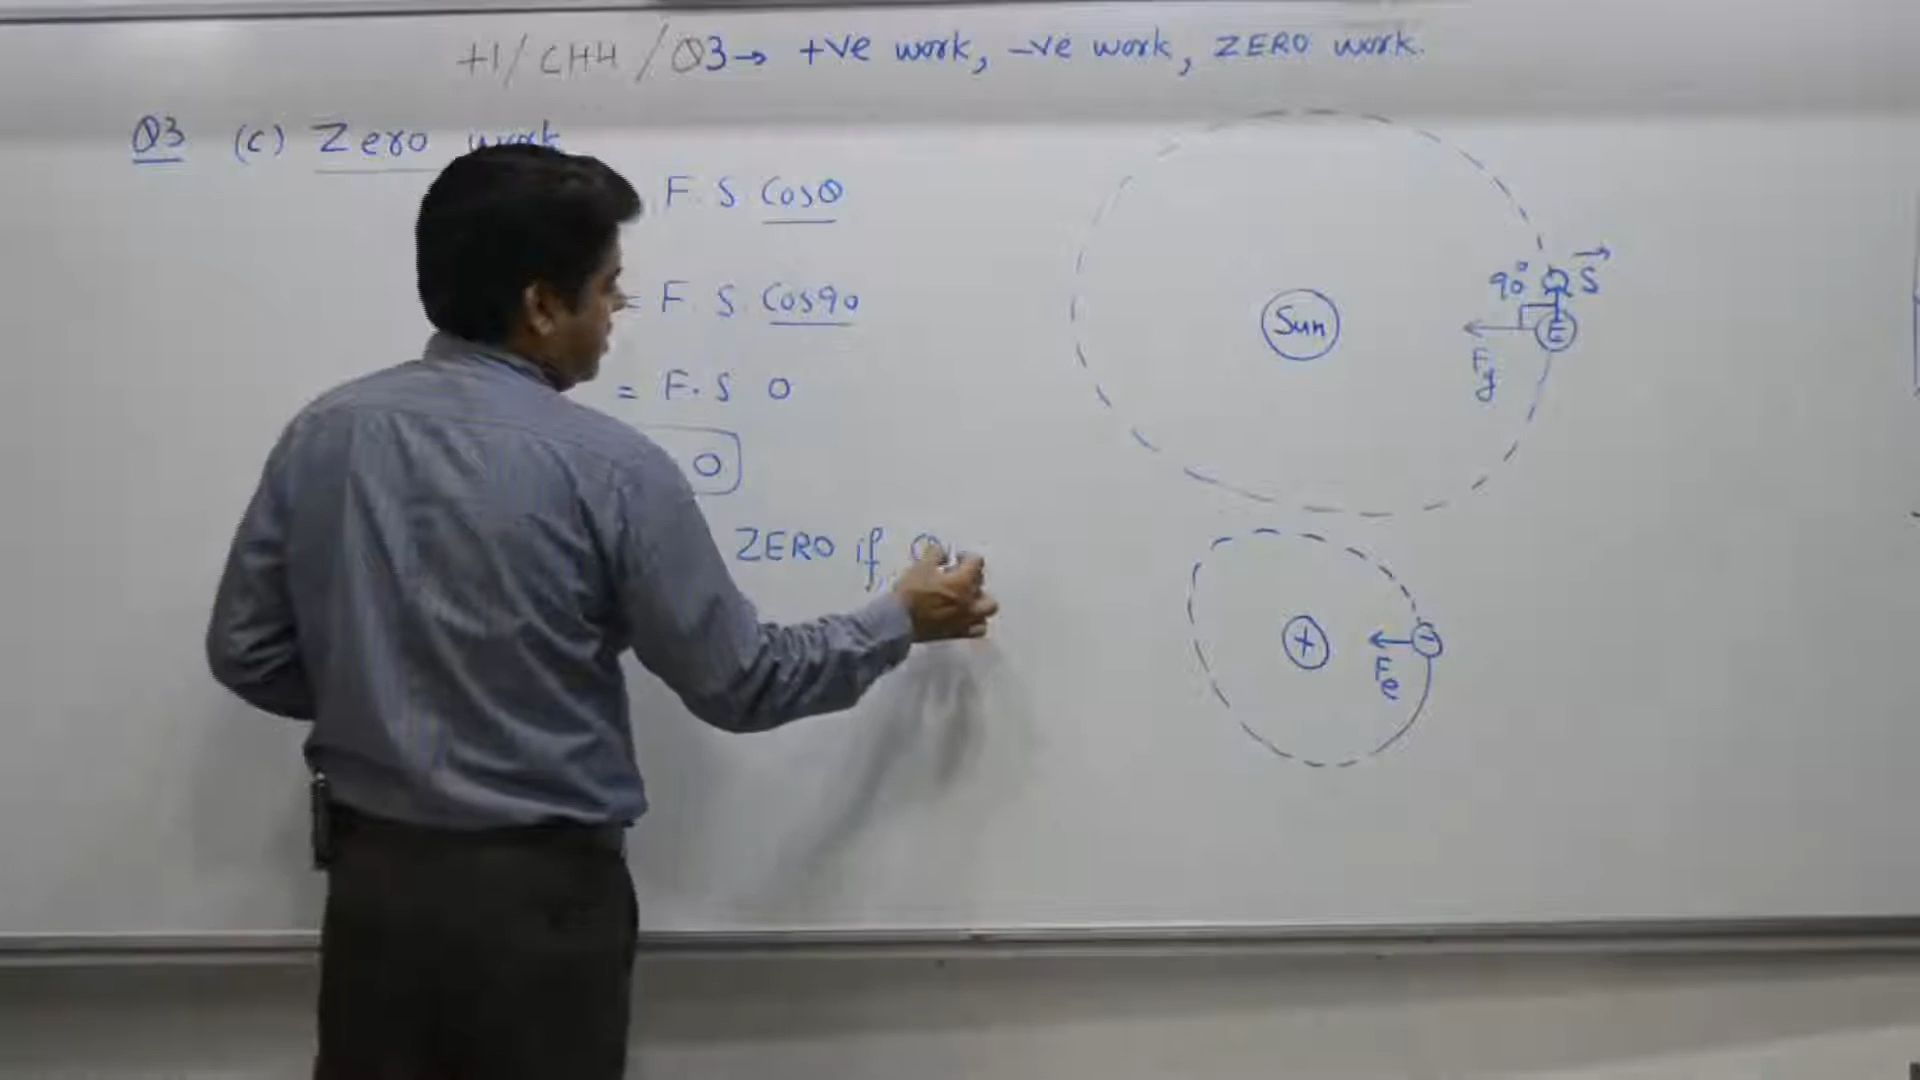 +1/CH4/Q3→ +ve work, -ve work, ZERO work.
Q3 (c) Zero work
F. S. Cosθ
= F. S. Cos90
= F. S 0
0
ZERO if
Sun
90° S
E
Fg
+
-
Fe